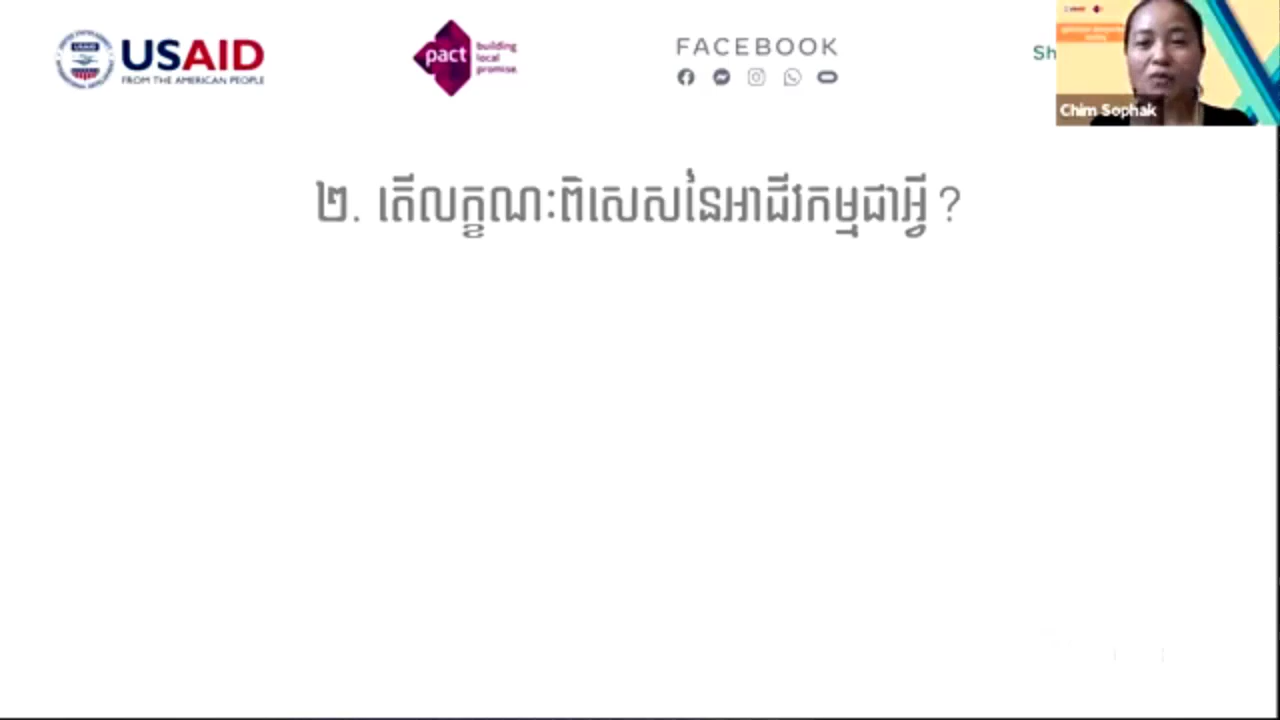 USAID
FROM THE AMERICAN PEOPLE
pact
building
local
promise.
FACEBOOK
Sh
Chim Sophak
២. តើលក្ខណៈពិសេសនៃអាជីវកម្មជាអ្វី ?